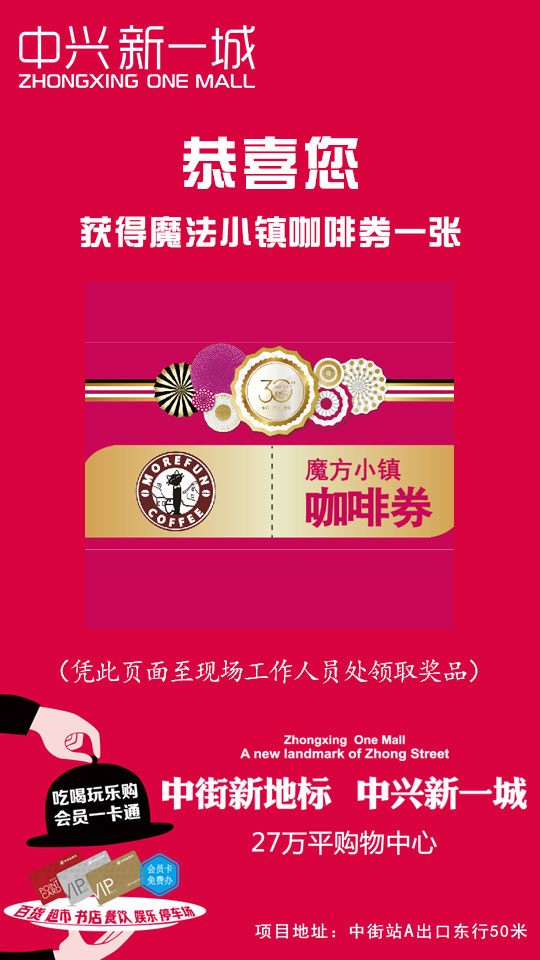 中兴新一城
ZHONGXING ONE MALL
恭喜您
获得魔法小镇咖啡券一张
30
MOREFUN
COFFEE
魔方小镇
咖啡券
（凭此页面至现场工作人员处领取奖品）
Zhongxing One Mall
A new landmark of Zhong Street
吃喝玩乐购
会员一卡通
中街新地标 中兴新一城
27万平购物中心
POINT
CARD
VIP
VIP
会员卡
免费办
百货 超市 书店 餐饮 娱乐 停车场
项目地址：中街站A出口东行50米